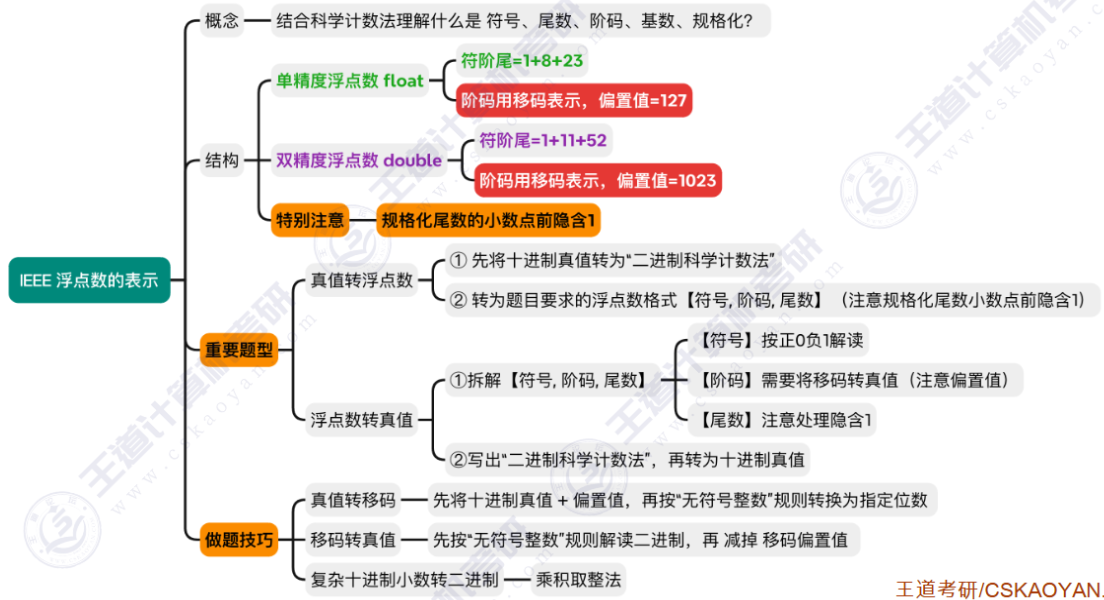 概念
结合科学计数法理解什么是 符号、尾数、阶码、基数、规格化？
单精度浮点数 float
符阶尾=1+8+23
阶码用移码表示，偏置值=127
结构
双精度浮点数 double
符阶尾=1+11+52
阶码用移码表示，偏置值=1023
特别注意
规格化尾数的小数点前隐含1
IEEE 浮点数的表示
重要题型
真值转浮点数
① 先将十进制真值转为“二进制科学计数法”
② 转为题目要求的浮点数格式【符号, 阶码, 尾数】（注意规格化尾数小数点前隐含1）
浮点数转真值
①拆解【符号, 阶码, 尾数】
【符号】按正0负1解读
【阶码】需要将移码转真值（注意偏置值）
【尾数】注意处理隐含1
②写出“二进制科学计数法”，再转为十进制真值
做题技巧
真值转移码
先将十进制真值 + 偏置值，再按“无符号整数”规则转换为指定位数
移码转真值
先按“无符号整数”规则解读二进制，再 减掉 移码偏置值
复杂十进制小数转二进制
乘积取整法
王道考研/CSKAOYAN.
王道计算机考研
www.cskaoyan.com